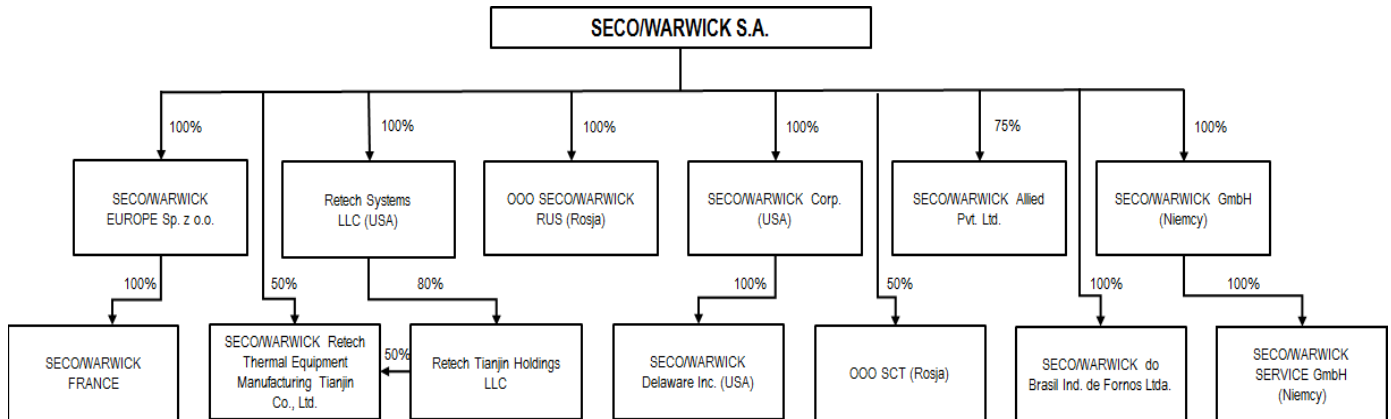 SECO/WARWICK S.A.
100%
100%
100%
100%
75%
100%
SECO/WARWICK
EUROPE Sp. z o.o.
Retech Systems
LLC (USA)
OOO SECO/WARWICK
RUS (Rosja)
SECO/WARWICK Corp.
(USA)
SECO/WARWICK Allied
Pvt. Ltd.
SECO/WARWICK GmbH
(Niemcy)
100%
50%
80%
100%
50%
100%
100%
SECO/WARWICK
FRANCE
SECO/WARWICK Retech
Thermal Equipment
Manufacturing Tianjin
Co., Ltd.
50%
Retech Tianjin Holdings
LLC
SECO/WARWICK
Delaware Inc. (USA)
OOO SCT (Rosja)
SECO/WARWICK do
Brasil Ind. de Fornos Ltda.
SECO/WARWICK
SERVICE GmbH
(Niemcy)